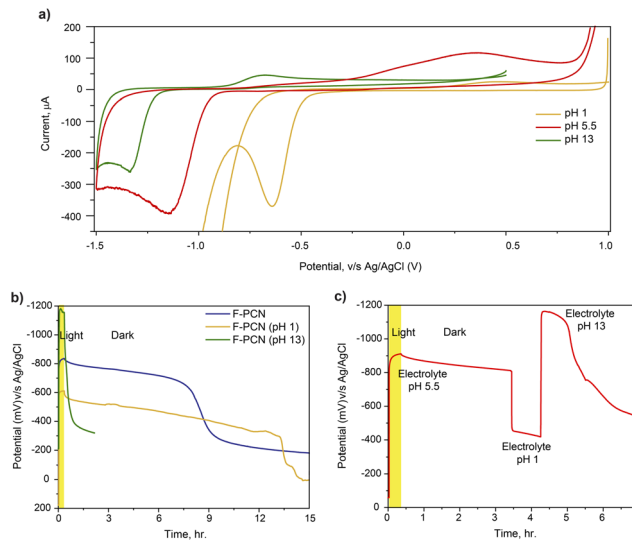 a)
200
100
0
-100
-200
-300
-400
Current, µA
pH 1
pH 5.5
pH 13
-1.5
-1.0
-0.5
0.0
0.5
1.0
Potential, v/s Ag/AgCl (V)
b)
-1200
-1000
-800
-600
-400
-200
0
200
Potential (mV)v/s Ag/AgCl
Light
Dark
F-PCN
F-PCN (pH 1)
F-PCN (pH 13)
0
3
6
9
12
15
Time, hr.
c)
-1200
-1000
-800
-600
-400
-200
0
Potential (mV)v/s Ag/AgCl
Light
Dark
Electrolyte
pH 5.5
Electrolyte
pH 1
Electrolyte
pH 13
0
1
2
3
4
5
6
Time, hr.